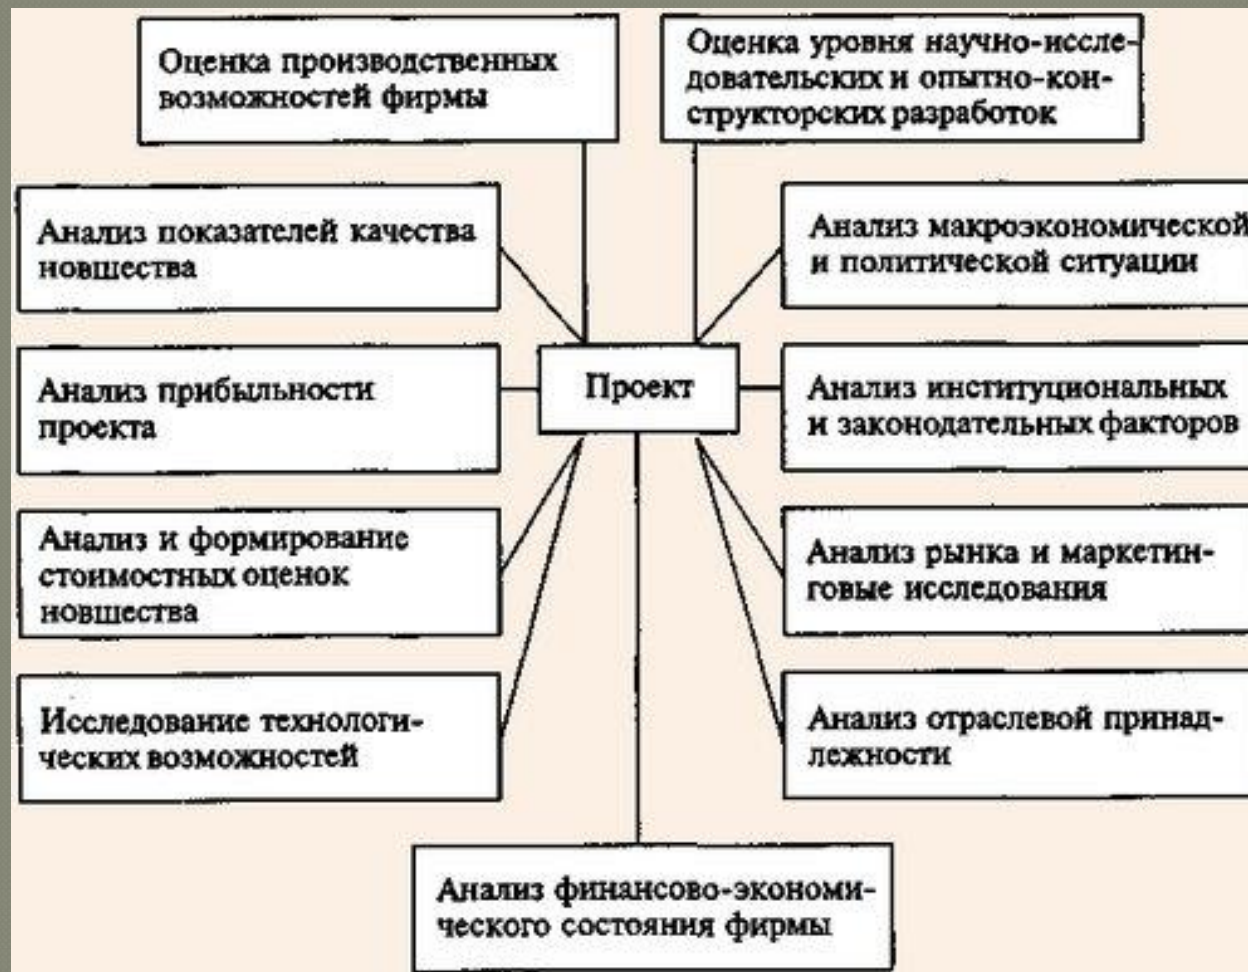 Оценка производственных
возможностей фирмы
Оценка уровня научно-иссле-
довательских и опытно-кон-
структорских разработок
Анализ показателей качества
новшества
Анализ макроэкономической
и политической ситуации
Анализ прибыльности
проекта
Проект
Анализ институциональных
и законодательных факторов
Анализ и формирование
стоимостных оценок
новшества
Анализ рынка и маркетин-
говые исследования
Исследование технологи-
ческих возможностей
Анализ отраслевой принад-
лежности
Анализ финансово-экономи-
ческого состояния фирмы